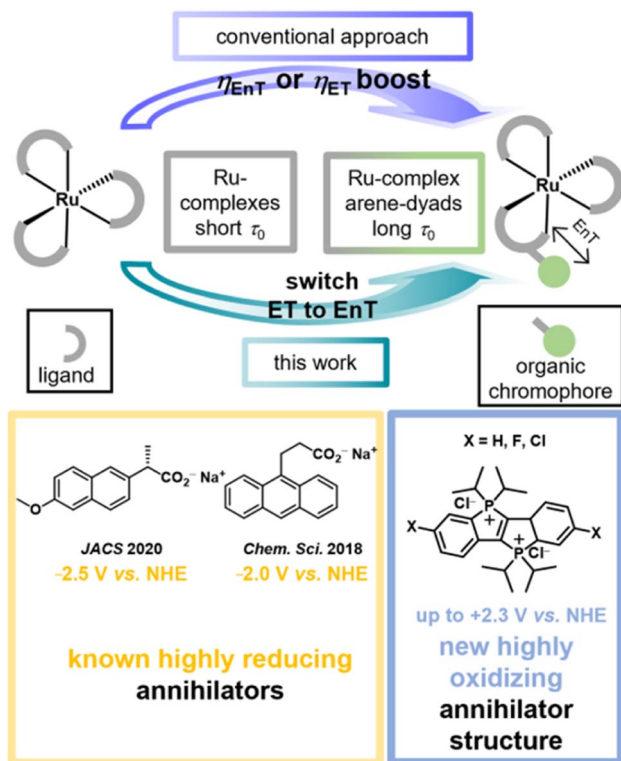 conventional approach
η_EnT or η_ET boost
Ru
Ru-
complexes
short τ₀
Ru-complex
arene-dyads
long τ₀
Ru
EnT
switch
ET to EnT
this work
ligand
organic
chromophore
CO₂⁻ Na⁺
O
JACS 2020
−2.5 V vs. NHE
CO₂⁻ Na⁺
Chem. Sci. 2018
−2.0 V vs. NHE
known highly reducing
annihilators
X = H, F, Cl
Cl⁻ P
+
X
X
+
P Cl⁻
up to +2.3 V vs. NHE
new highly
oxidizing
annihilator
structure